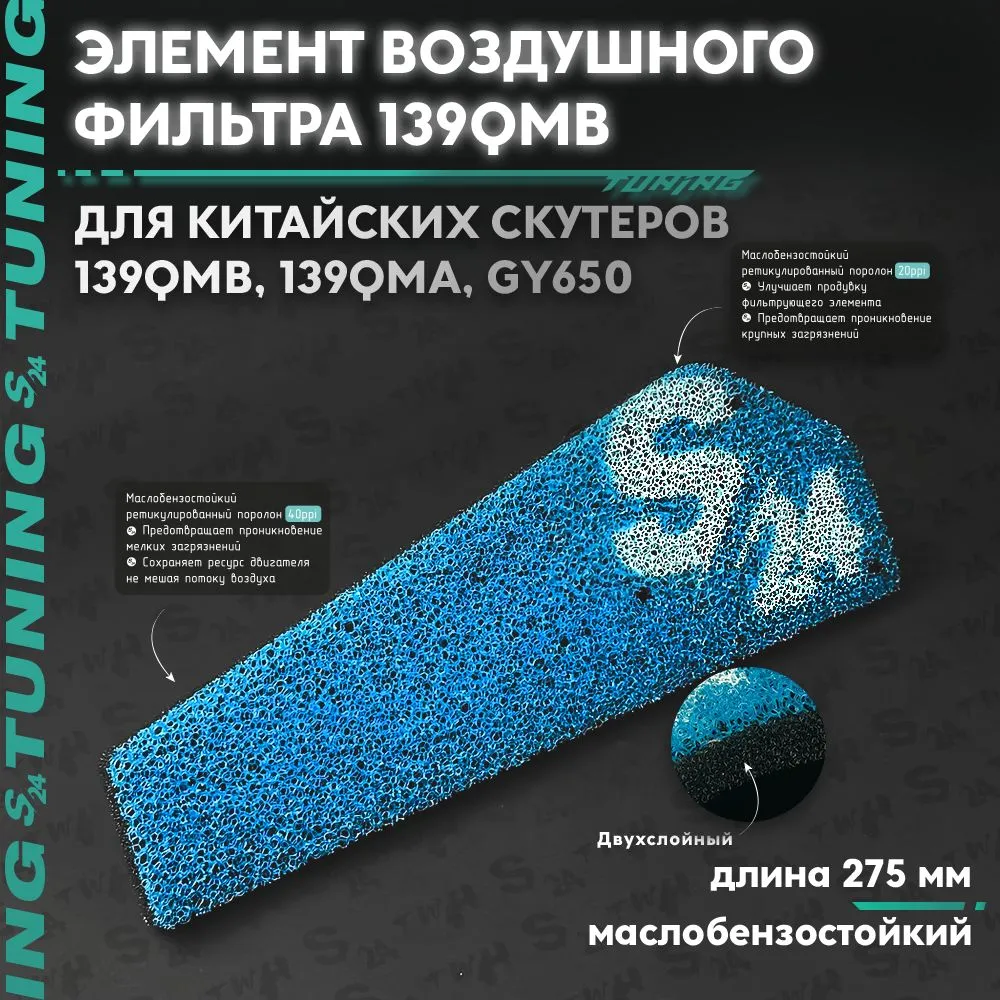 ЭЛЕМЕНТ ВОЗДУШНОГО
ФИЛЬТРА 139QMB
TUNING
ДЛЯ КИТАЙСКИХ СКУТЕРОВ
139QMB, 139QMA, GY650
Маслобензостойкий
ретикулированный поролон 20ppi
Улучшает продувку
фильтрующего элемента
Предотвращает проникновение
крупных загрязнений
Маслобензостойкий
ретикулированный поролон 40ppi
Предотвращает проникновение
мелких загрязнений
Сохраняет ресурс двигателя
не мешая потоку воздуха
S24
Двухслойный
длина 275 мм
маслобензостойкий
ING S24 TUNING S24 TUNING